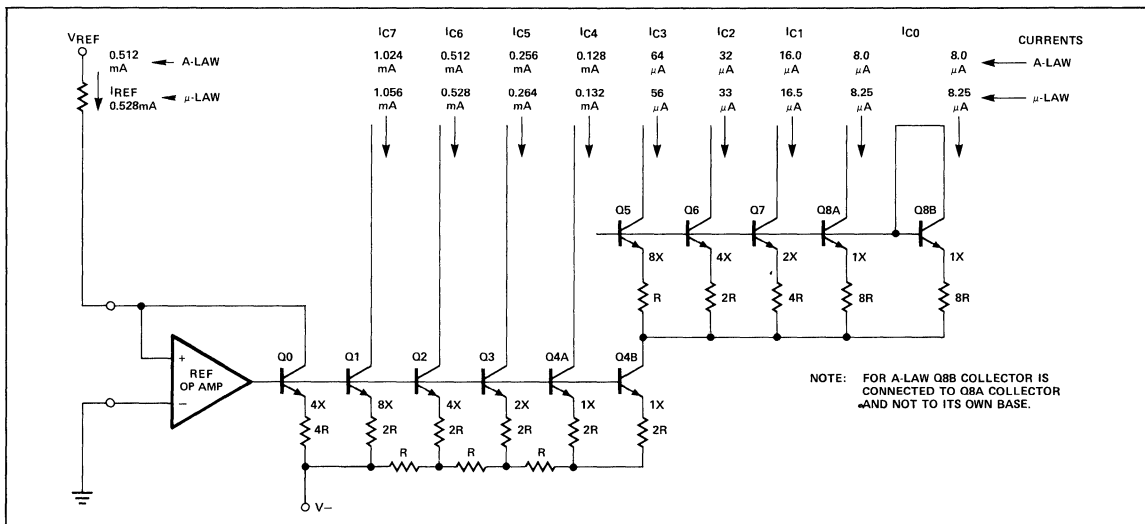 VREF
0.512 mA ← A-LAW
IREF 0.528mA ← μ-LAW
IC7 IC6 IC5 IC4 IC3 IC2 IC1 IC0
CURRENTS
1.024 mA 0.512 mA 0.256 mA 0.128 mA 64 μA 32 μA 16.0 μA 8.0 μA 8.0 μA ← A-LAW
1.056 mA 0.528 mA 0.264 mA 0.132 mA 56 μA 33 μA 16.5 μA 8.25 μA 8.25 μA ← μ-LAW
Q5 Q6 Q7 Q8A Q8B
8X 4X 2X 1X 1X
R 2R 4R 8R 8R
+
REF
OP AMP
−
Q0 Q1 Q2 Q3 Q4A Q4B
4X 8X 4X 2X 1X 1X
4R 2R 2R 2R 2R 2R
R R R
V−
NOTE: FOR A-LAW Q8B COLLECTOR IS
CONNECTED TO Q8A COLLECTOR
AND NOT TO ITS OWN BASE.